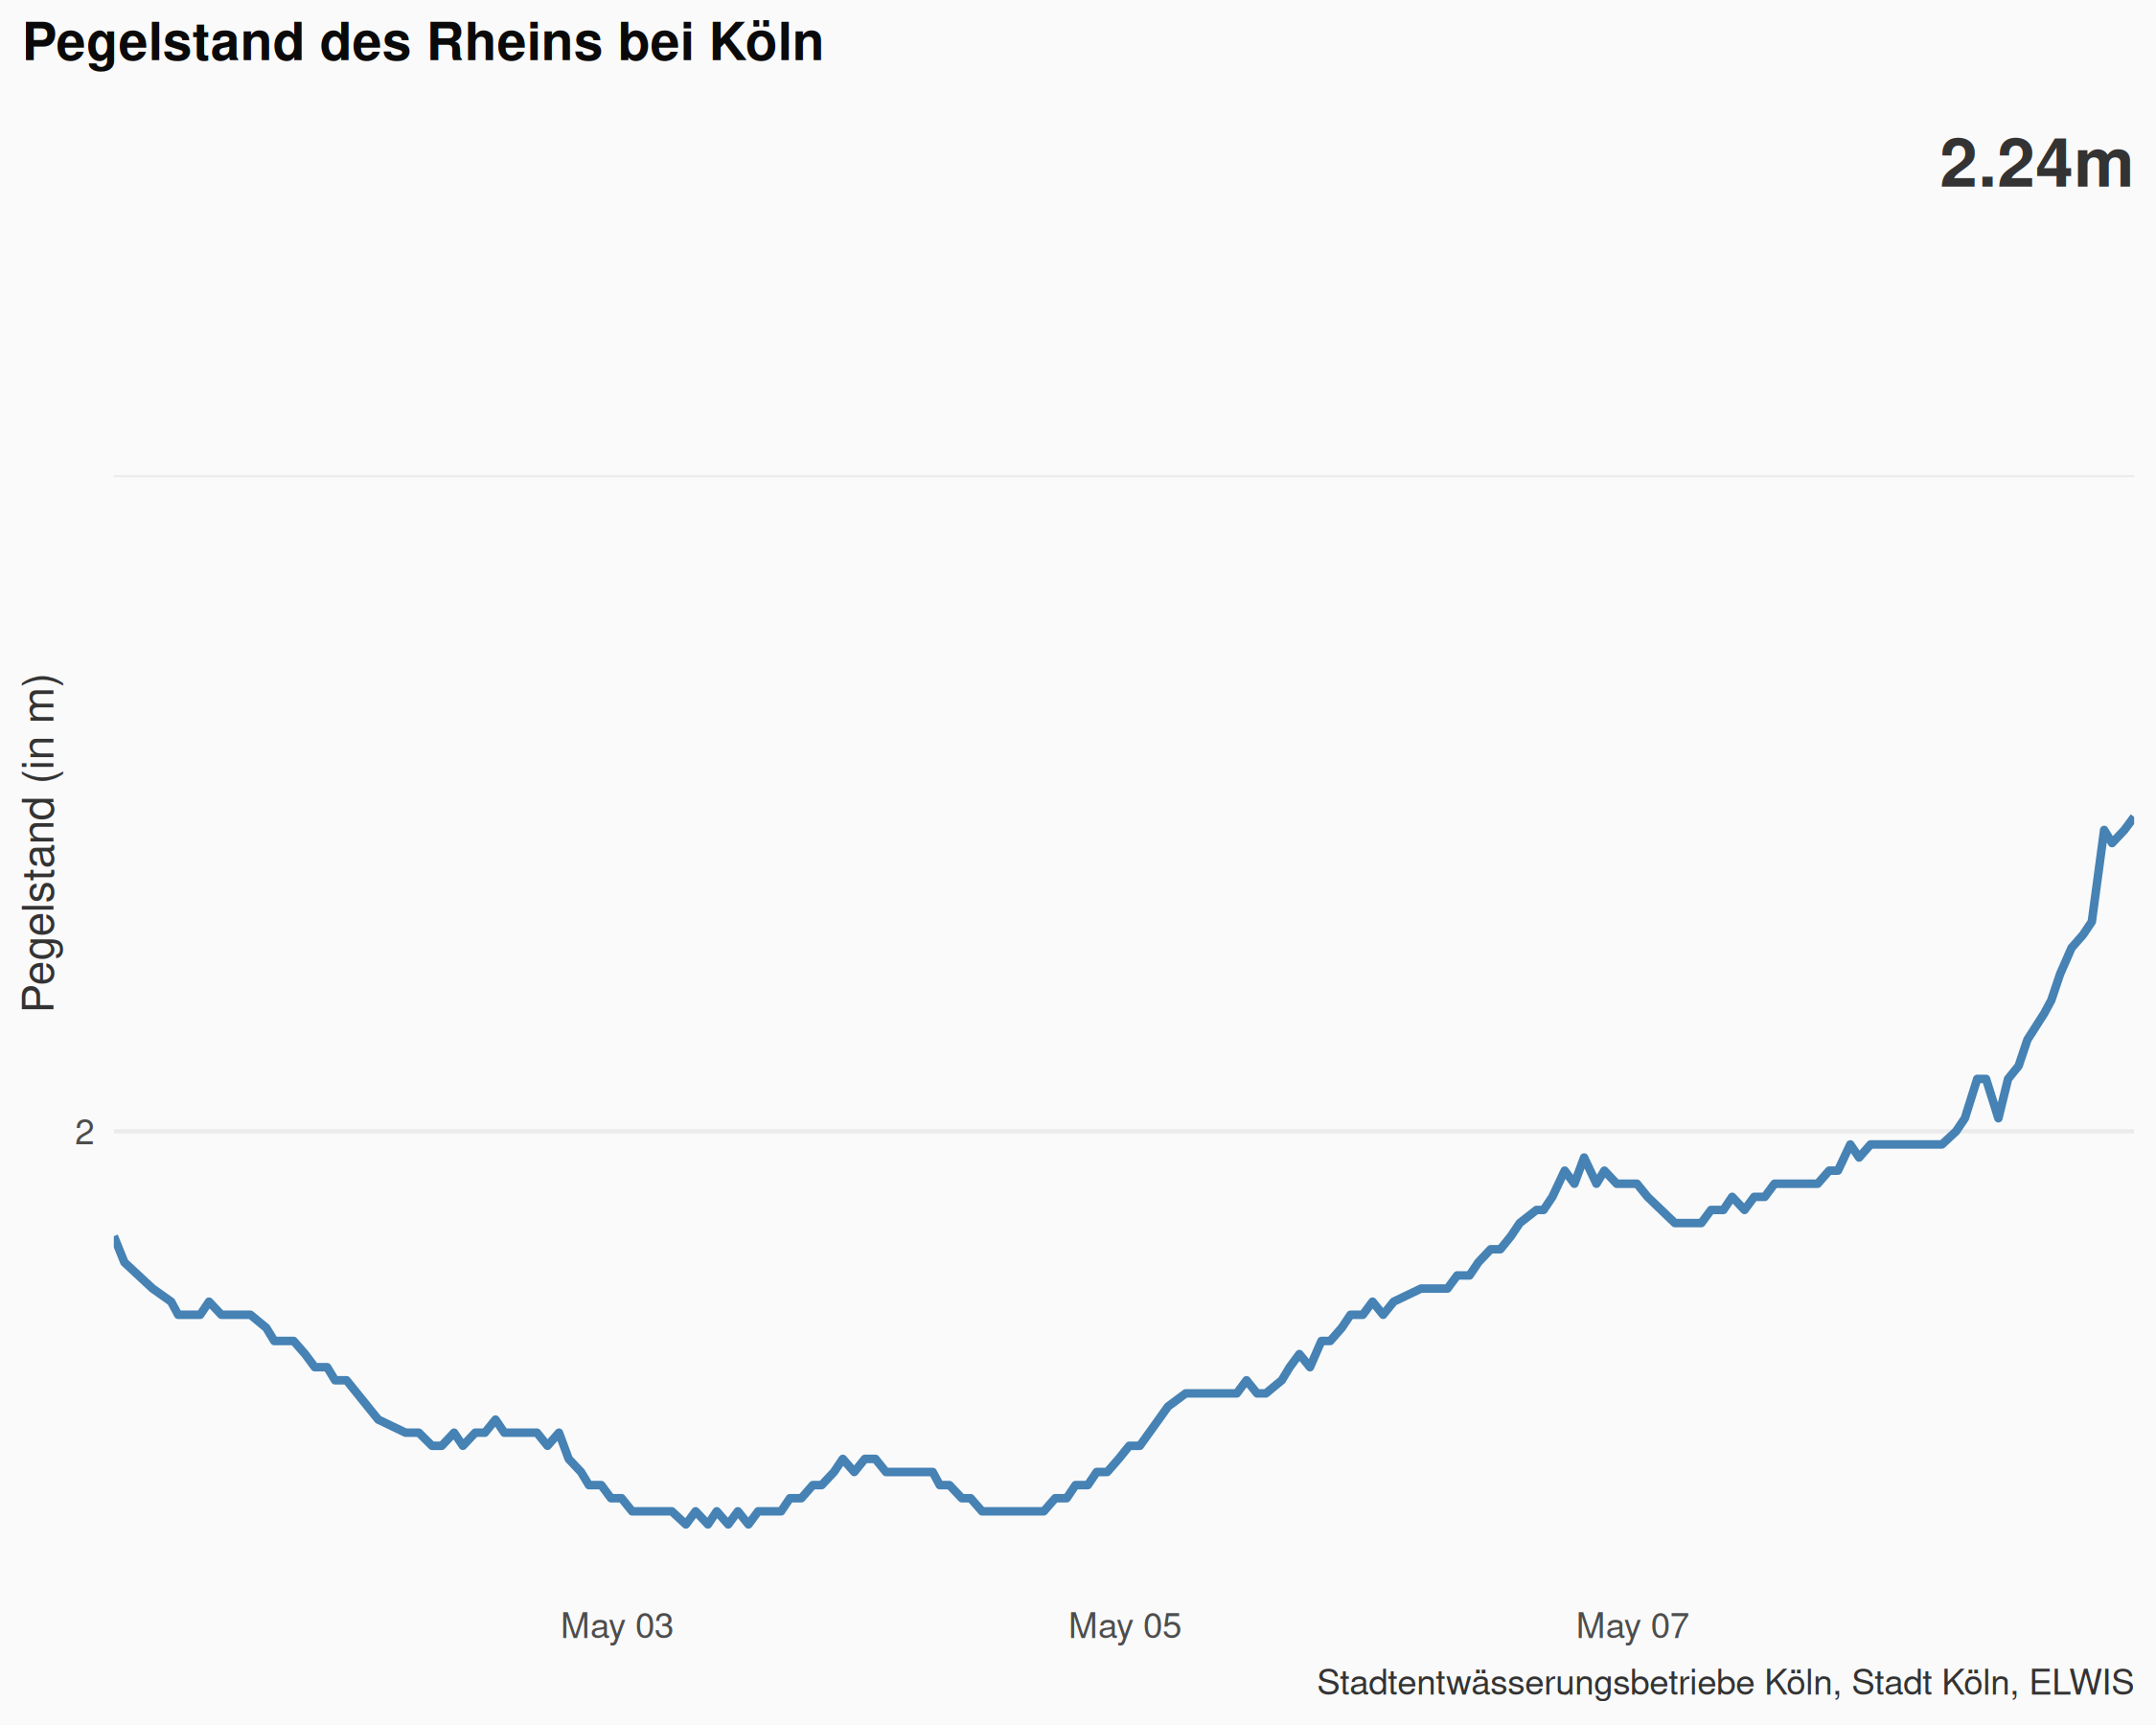 Pegelstand des Rheins bei Köln
2.24m
Pegelstand (in m)
2
May 03
May 05
May 07
Stadtentwässerungsbetriebe Köln, Stadt Köln, ELWIS